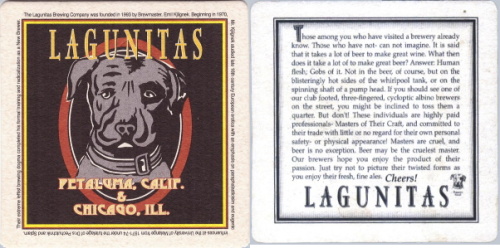 The Lagunitas Brewing Company was founded in 1993 by Brewmaster,
LAGUNITAS
PETALUMA, CALIF.
&
CHICAGO, ILL.
Those among you who have visited a brewery already
know. Those who have not- can not imagine. It is said
that it takes a lot of beer to make great wine. What then
does it take a lot of to make great beer? Answer: Human
flesh; Gobs of it. Not in the beer, of course, but on the
blisteringly hot sides of the whirlpool tank, or on the
spinning shaft of a pump head. If you should see one of
our club footed, three-fingered, cycloptic albino brewers
on the street, you might be inclined to toss them a
quarter. But don't! These individuals are highly paid
professionals- Masters of Their Craft, and committed to
their trade with little or no regard for their own personal
safety- or physical appearance! Masters are cruel, and
beer is no exception. Beer may be the cruelest master.
Our brewers hope you enjoy the product of their
passion. Just try not to picture their twisted forms as
you enjoy their fresh, fine ales. Cheers!
LAGUNITAS